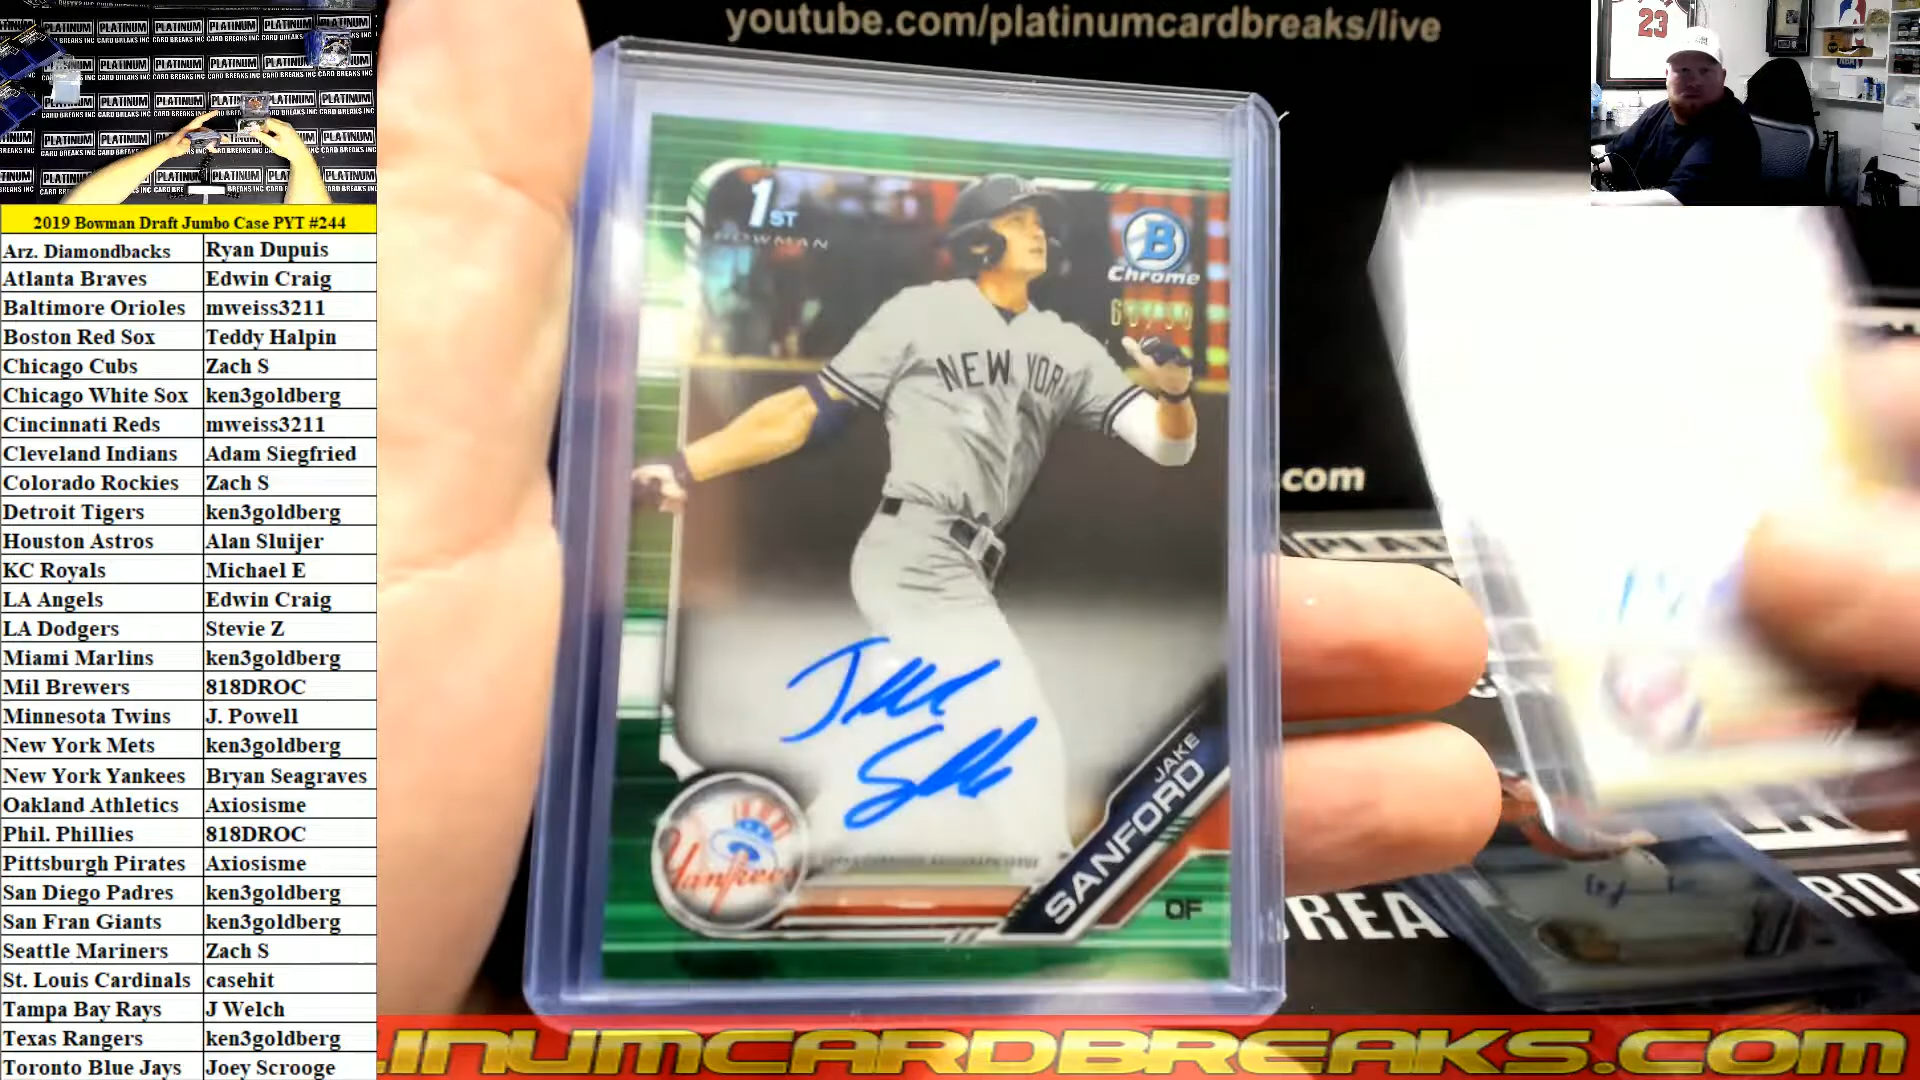 youtube.com/platinumcardbreaks/live
2019 Bowman Draft Jumbo Case PYT #244
Arz. Diamondbacks Ryan Dupuis
Atlanta Braves Edwin Craig
Baltimore Orioles mweiss3211
Boston Red Sox Teddy Halpin
Chicago Cubs Zach S
Chicago White Sox ken3goldberg
Cincinnati Reds mweiss3211
Cleveland Indians Adam Siegfried
Colorado Rockies Zach S
Detroit Tigers ken3goldberg
Houston Astros Alan Sluijer
KC Royals Michael E
LA Angels Edwin Craig
LA Dodgers Stevie Z
Miami Marlins ken3goldberg
Mil Brewers 818DROC
Minnesota Twins J. Powell
New York Mets ken3goldberg
New York Yankees Bryan Seagraves
Oakland Athletics Axiosisme
Phil. Phillies 818DROC
Pittsburgh Pirates Axiosisme
San Diego Padres ken3goldberg
San Fran Giants ken3goldberg
Seattle Mariners Zach S
St. Louis Cardinals casehit
Tampa Bay Rays J Welch
Texas Rangers ken3goldberg
Toronto Blue Jays Joey Scrooge
PLATINUM
CARD BREAKS INC
1ST
BOWMAN
B
Chrome
NEW YORK
Yankees
JAKE
SANFORD
OF
.com
23
INUMCARDBREAKS.COM